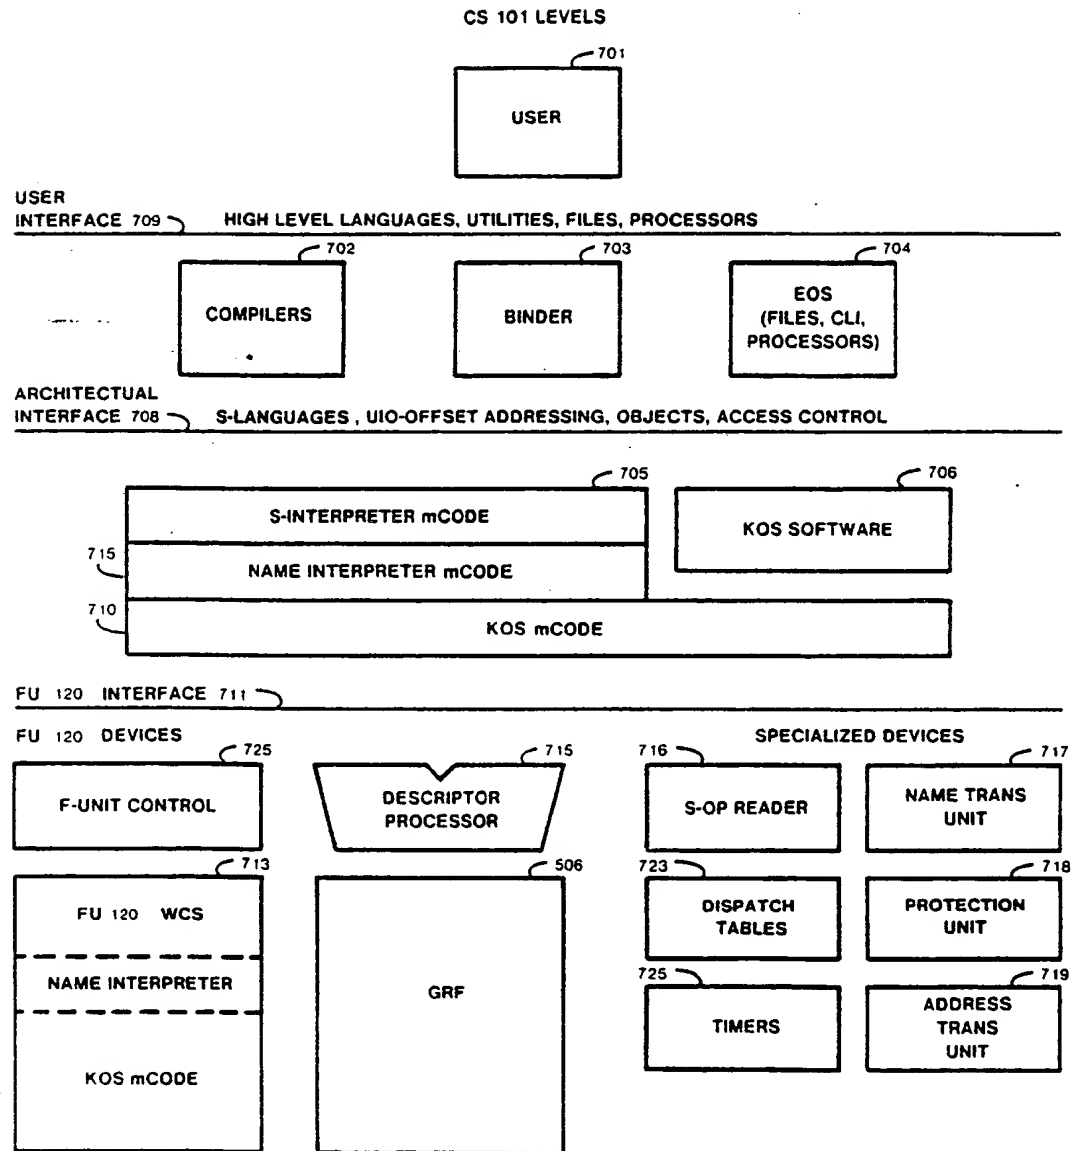 CS 101 LEVELS
701
USER
USER
INTERFACE 709
HIGH LEVEL LANGUAGES, UTILITIES, FILES, PROCESSORS
702
COMPILERS
703
BINDER
704
EOS
(FILES, CLI,
PROCESSORS)
ARCHITECTUAL
INTERFACE 708
S-LANGUAGES , UIO-OFFSET ADDRESSING, OBJECTS, ACCESS CONTROL
705
S-INTERPRETER mCODE
706
KOS SOFTWARE
715
NAME INTERPRETER mCODE
710
KOS mCODE
FU 120 INTERFACE 711
FU 120 DEVICES
SPECIALIZED DEVICES
725
F-UNIT CONTROL
715
DESCRIPTOR
PROCESSOR
716
S-OP READER
717
NAME TRANS
UNIT
713
FU 120 WCS
NAME INTERPRETER
KOS mCODE
506
GRF
723
DISPATCH
TABLES
718
PROTECTION
UNIT
725
TIMERS
719
ADDRESS
TRANS
UNIT